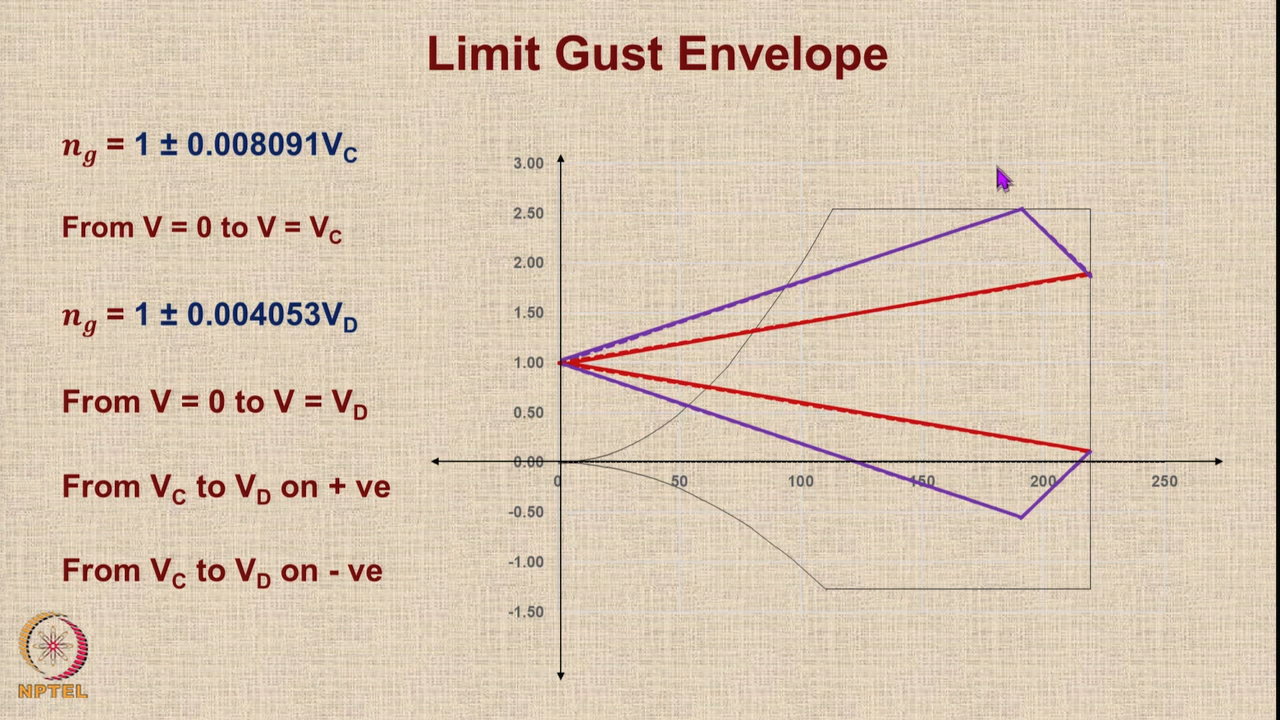 Limit Gust Envelope
n_g = 1 ± 0.008091V_C
From V = 0 to V = V_C
n_g = 1 ± 0.004053V_D
From V = 0 to V = V_D
From V_C to V_D on + ve
From V_C to V_D on - ve
3.00
2.50
2.00
1.50
1.00
0.50
0.00
-0.50
-1.00
-1.50
0 50 100 150 200 250
NPTEL